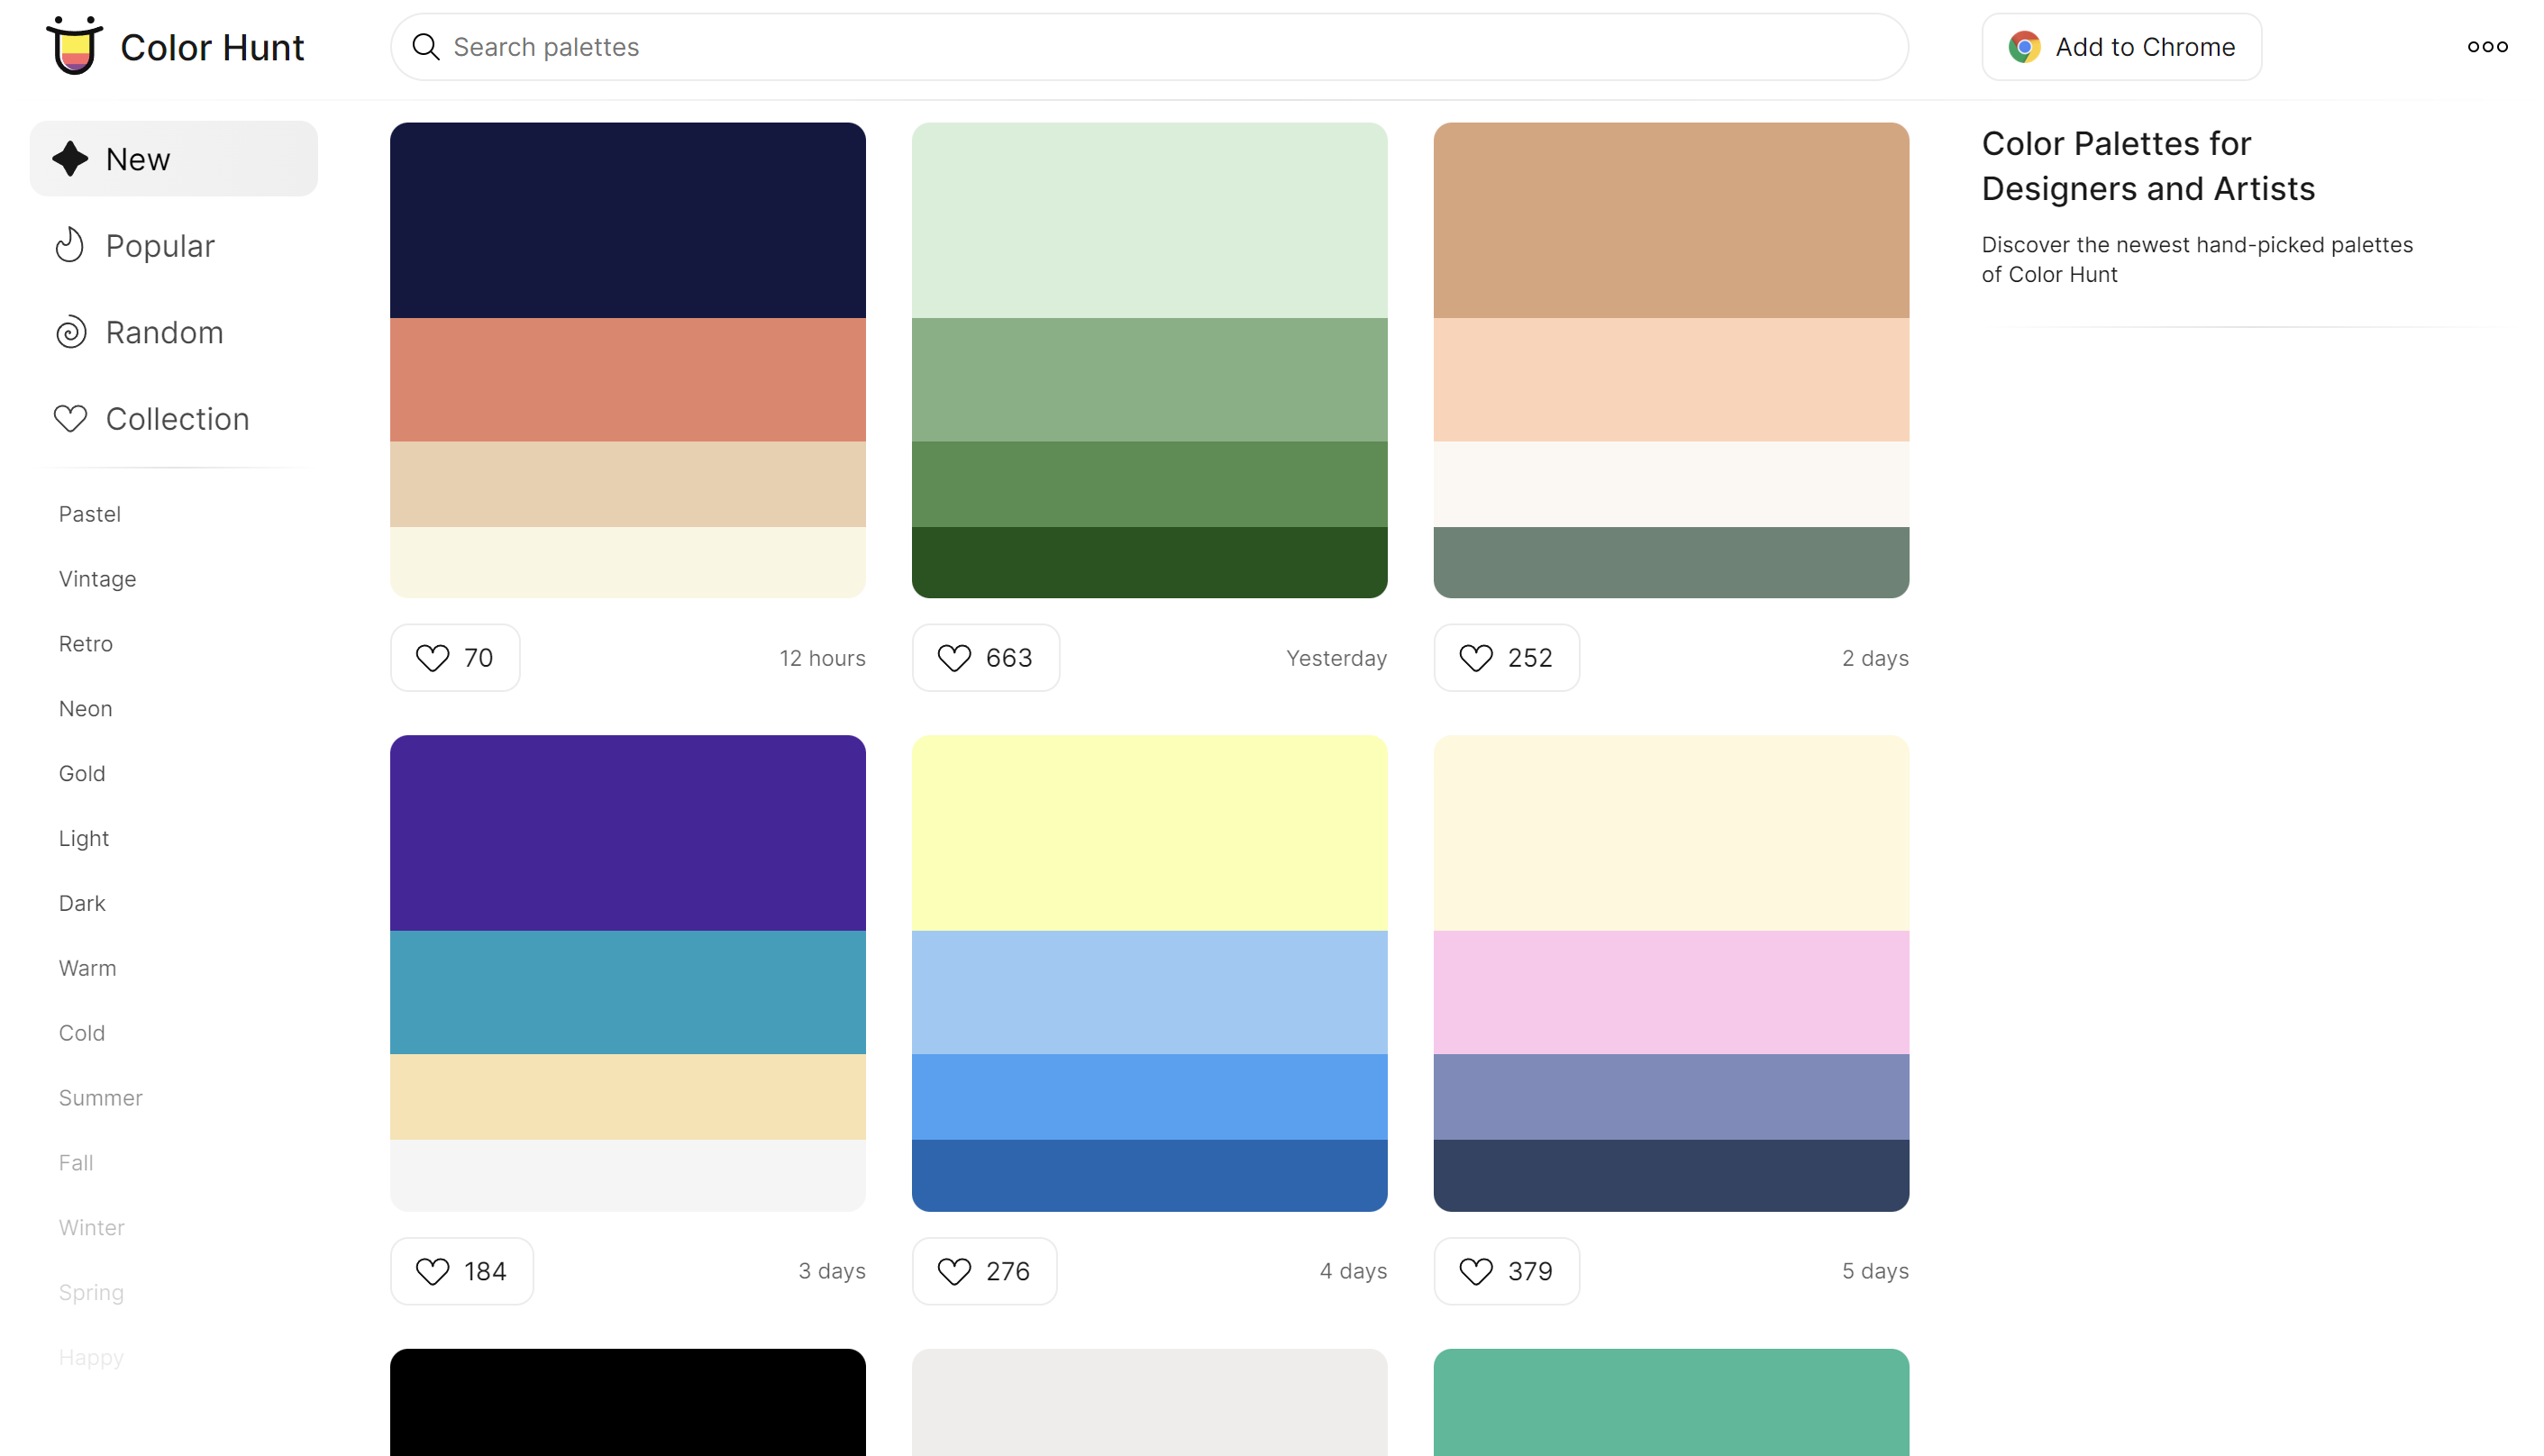 Color Hunt
Search palettes
Add to Chrome
New
Popular
Random
Collection
Pastel
Vintage
Retro
Neon
Gold
Light
Dark
Warm
Cold
Summer
Fall
Winter
Spring
Happy
70
12 hours
663
Yesterday
252
2 days
184
3 days
276
4 days
379
5 days
Color Palettes for
Designers and Artists
Discover the newest hand-picked palettes
of Color Hunt